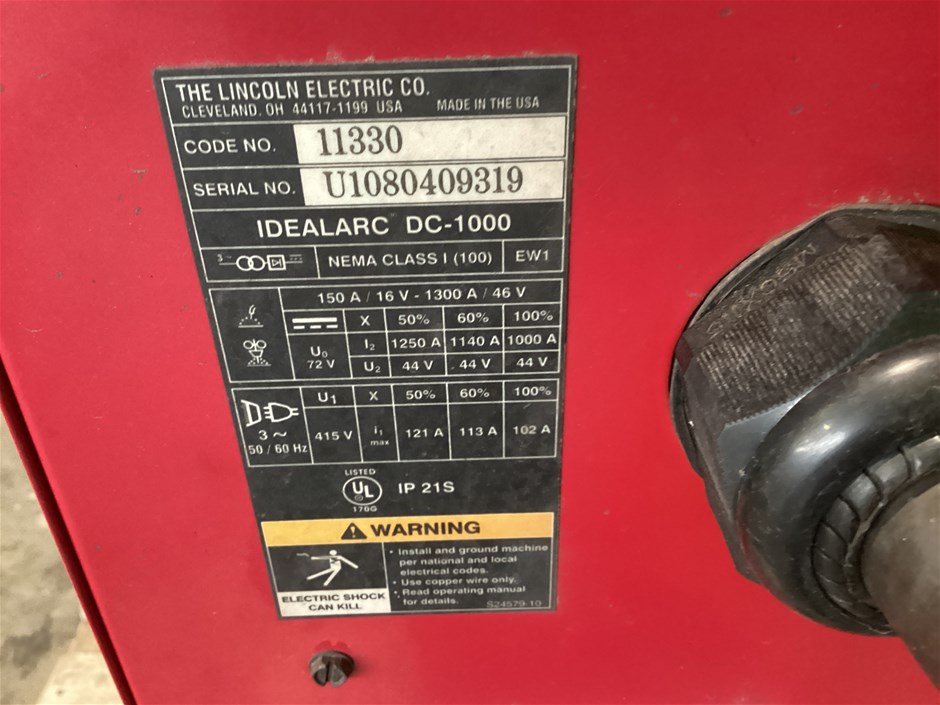 THE LINCOLN ELECTRIC CO.
CLEVELAND, OH 44117-1199 USA MADE IN THE USA
CODE NO. 11330
SERIAL NO. U1080409319
IDEALARC DC-1000
3~ NEMA CLASS I (100) EW1
150 A / 16 V - 1300 A / 46 V
X 50% 60% 100%
U₀ 72 V I₂ 1250 A 1140 A 1000 A
U₂ 44 V 44 V 44 V
U₁ X 50% 60% 100%
3 ~ 50 / 60 Hz 415 V I₁ max 121 A 113 A 102 A
LISTED
UL IP 21S
170G
WARNING
• Install and ground machine
per national and local
electrical codes.
• Use copper wire only.
• Read operating manual
for details.
ELECTRIC SHOCK
CAN KILL
S24579-10